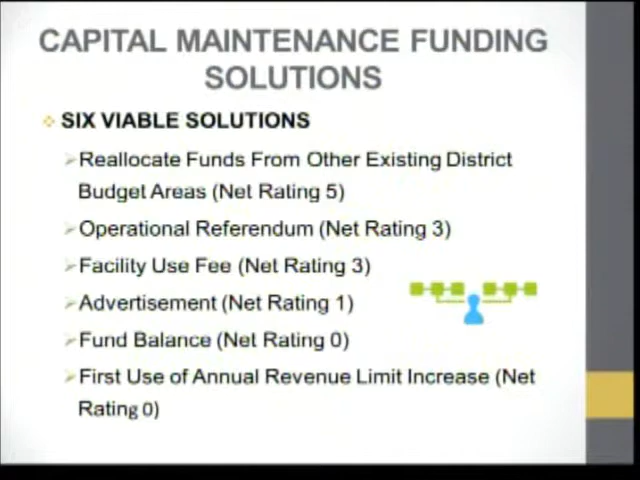 CAPITAL MAINTENANCE FUNDING
SOLUTIONS
SIX VIABLE SOLUTIONS
Reallocate Funds From Other Existing District
Budget Areas (Net Rating 5)
Operational Referendum (Net Rating 3)
Facility Use Fee (Net Rating 3)
Advertisement (Net Rating 1)
Fund Balance (Net Rating 0)
First Use of Annual Revenue Limit Increase (Net
Rating 0)